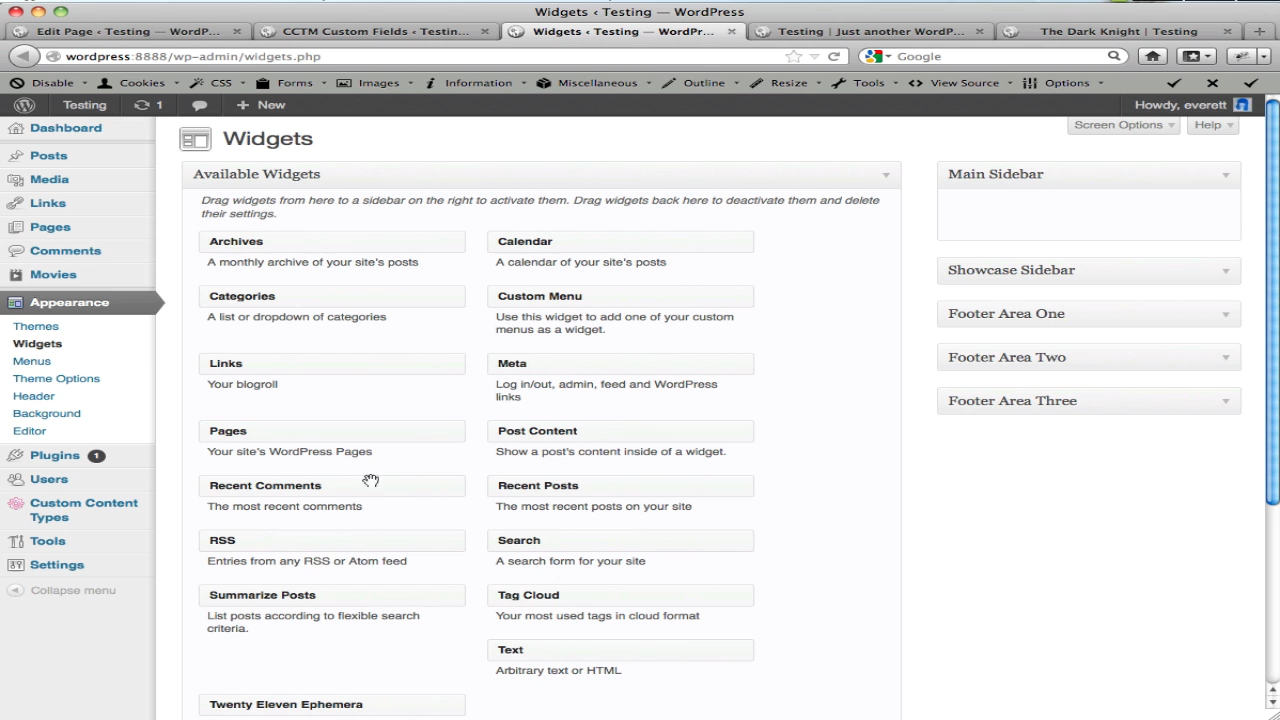 Widgets ‹ Testing — WordPress
Edit Page ‹ Testing — WordP...
CCTM Custom Fields ‹ Testin...
Widgets ‹ Testing — WordPr...
Testing | Just another WordP...
The Dark Knight | Testing
wordpress:8888/wp-admin/widgets.php
Google
Disable
Cookies
CSS
Forms
Images
Information
Miscellaneous
Outline
Resize
Tools
View Source
Options
Testing
1
New
Howdy, everett
Dashboard
Posts
Media
Links
Pages
Comments
Movies
Appearance
Themes
Widgets
Menus
Theme Options
Header
Background
Editor
Plugins 1
Users
Custom Content
Types
Tools
Settings
Collapse menu
Widgets
Screen Options
Help
Available Widgets
Drag widgets from here to a sidebar on the right to activate them. Drag widgets back here to deactivate them and delete
their settings.
Archives
A monthly archive of your site's posts
Calendar
A calendar of your site's posts
Categories
A list or dropdown of categories
Custom Menu
Use this widget to add one of your custom
menus as a widget.
Links
Your blogroll
Meta
Log in/out, admin, feed and WordPress
links
Pages
Your site's WordPress Pages
Post Content
Show a post's content inside of a widget.
Recent Comments
The most recent comments
Recent Posts
The most recent posts on your site
RSS
Entries from any RSS or Atom feed
Search
A search form for your site
Summarize Posts
List posts according to flexible search
criteria.
Tag Cloud
Your most used tags in cloud format
Text
Arbitrary text or HTML
Twenty Eleven Ephemera
Main Sidebar
Showcase Sidebar
Footer Area One
Footer Area Two
Footer Area Three